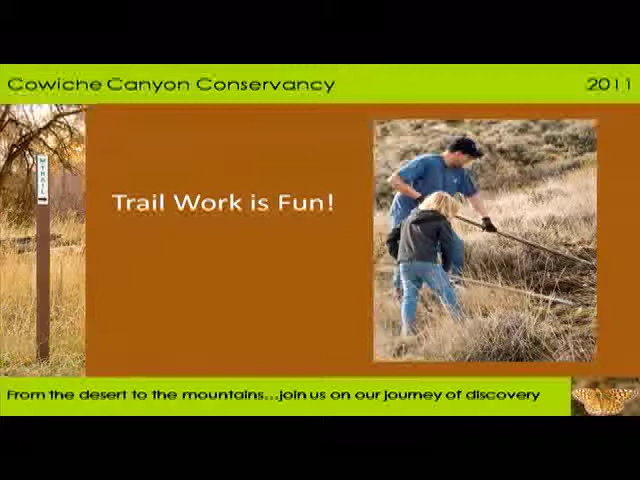 Cowiche Canyon Conservancy 2011
Trail Work is Fun!
TRAIL
From the desert to the mountains...join us on our journey of discovery